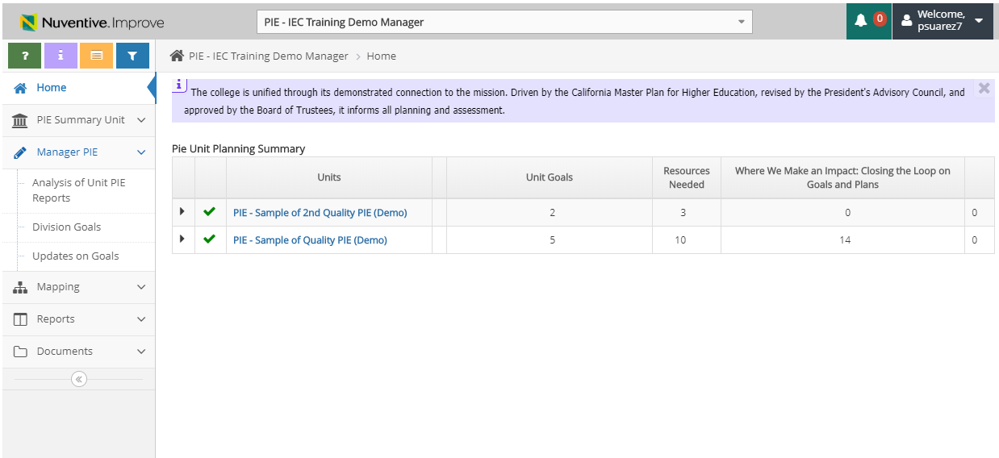 Nuventive.Improve
PIE - IEC Training Demo Manager
0
Welcome,
psuarez7
?
i
PIE - IEC Training Demo Manager > Home
Home
PIE Summary Unit
Manager PIE
Analysis of Unit PIE
Reports
Division Goals
Updates on Goals
Mapping
Reports
Documents
i
The college is unified through its demonstrated connection to the mission. Driven by the California Master Plan for Higher Education, revised by the President's Advisory Council, and
approved by the Board of Trustees, it informs all planning and assessment.
Pie Unit Planning Summary
Units
Unit Goals
Resources
Needed
Where We Make an Impact: Closing the Loop on
Goals and Plans
PIE - Sample of 2nd Quality PIE (Demo) 2 3 0 0
PIE - Sample of Quality PIE (Demo) 5 10 14 0